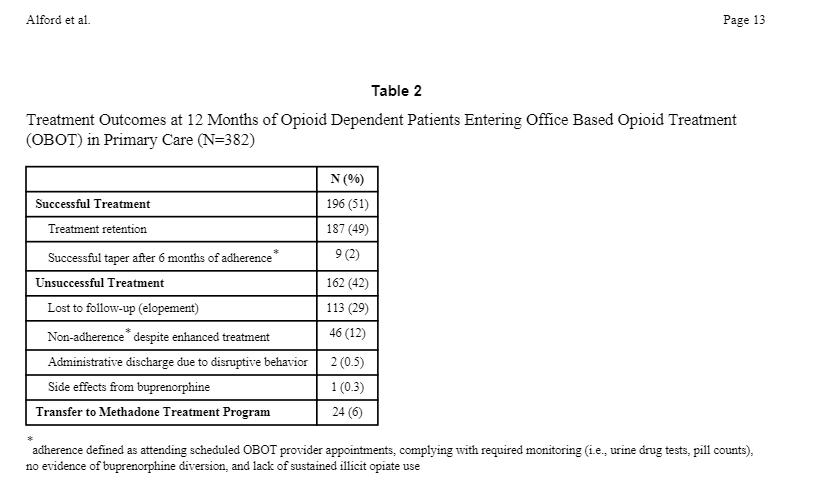 Alford et al.
Page 13
Table 2
Treatment Outcomes at 12 Months of Opioid Dependent Patients Entering Office Based Opioid Treatment
(OBOT) in Primary Care (N=382)
N (%)
Successful Treatment 196 (51)
Treatment retention 187 (49)
Successful taper after 6 months of adherence* 9 (2)
Unsuccessful Treatment 162 (42)
Lost to follow-up (elopement) 113 (29)
Non-adherence* despite enhanced treatment 46 (12)
Administrative discharge due to disruptive behavior 2 (0.5)
Side effects from buprenorphine 1 (0.3)
Transfer to Methadone Treatment Program 24 (6)
*adherence defined as attending scheduled OBOT provider appointments, complying with required monitoring (i.e., urine drug tests, pill counts),
no evidence of buprenorphine diversion, and lack of sustained illicit opiate use